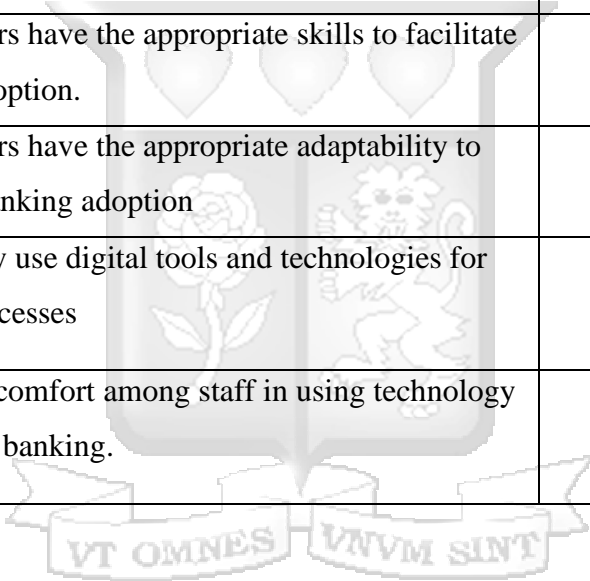 rs have the appropriate skills to facilitate
option.
rs have the appropriate adaptability to
nking adoption
y use digital tools and technologies for
cesses
comfort among staff in using technology
banking.
VT OMNES VNVM SINT